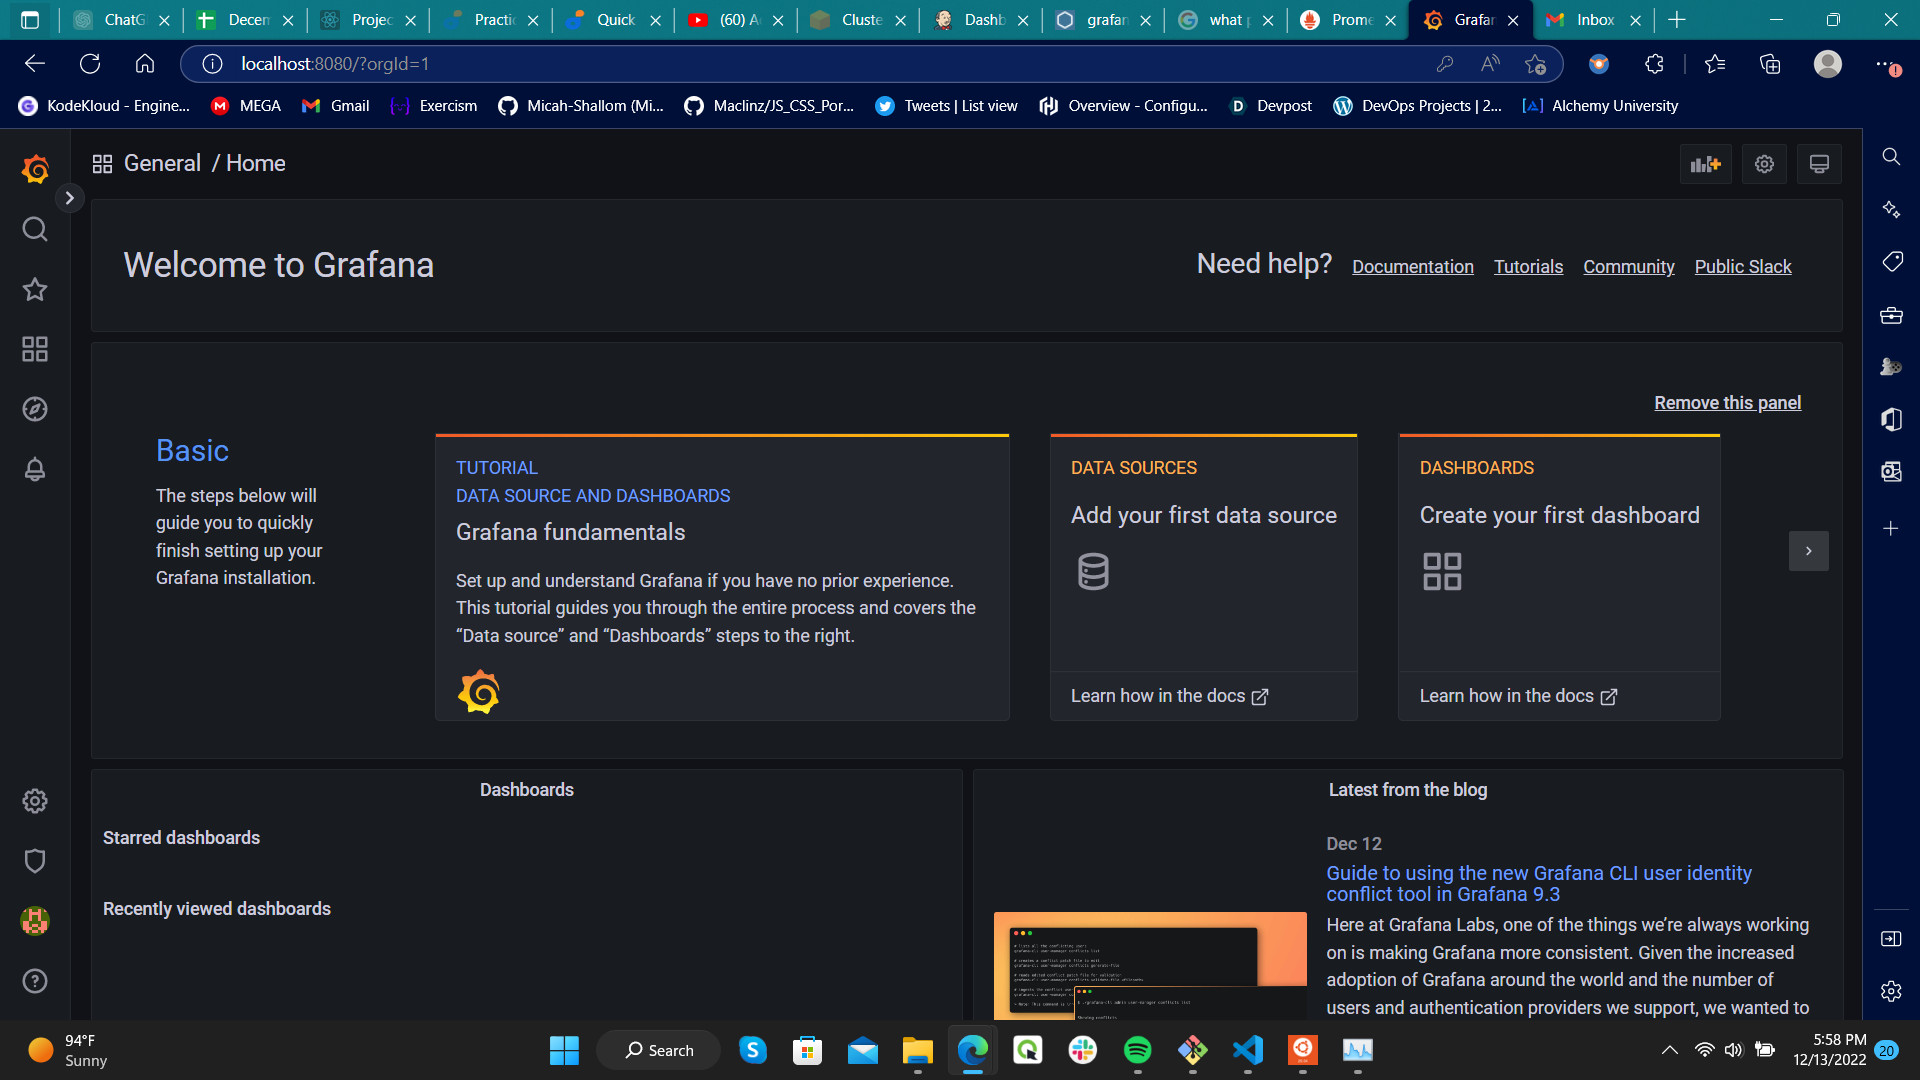 ChatG
Decem
Projec
Practic
Quick
(60) A
Cluste
Dashb
grafan
what p
Prome
Grafan
Inbox
localhost:8080/?orgId=1
KodeKloud - Engine...
MEGA
Gmail
Exercism
Micah-Shallom (Mi...
Maclinz/JS_CSS_Por...
Tweets | List view
Overview - Configu...
Devpost
DevOps Projects | 2...
Alchemy University
General / Home
Welcome to Grafana
Need help?
Documentation
Tutorials
Community
Public Slack
Remove this panel
Basic
The steps below will
guide you to quickly
finish setting up your
Grafana installation.
TUTORIAL
DATA SOURCE AND DASHBOARDS
Grafana fundamentals
Set up and understand Grafana if you have no prior experience.
This tutorial guides you through the entire process and covers the
“Data source” and “Dashboards” steps to the right.
DATA SOURCES
Add your first data source
Learn how in the docs
DASHBOARDS
Create your first dashboard
Learn how in the docs
Dashboards
Starred dashboards
Recently viewed dashboards
Latest from the blog
Dec 12
Guide to using the new Grafana CLI user identity
conflict tool in Grafana 9.3
Here at Grafana Labs, one of the things we’re always working
on is making Grafana more consistent. Given the increased
adoption of Grafana around the world and the number of
users and authentication providers we support, we wanted to
94°F
Sunny
Search
5:58 PM
12/13/2022
20